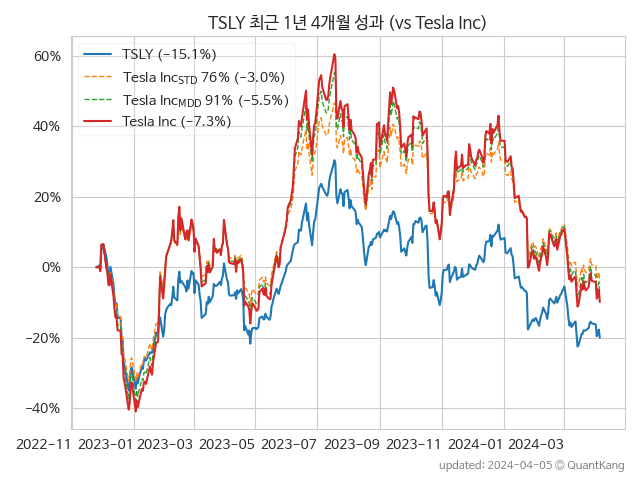 TSLY 최근 1년 4개월 성과 (vs Tesla Inc)
TSLY (−15.1%)
Tesla IncSTD 76% (−3.0%)
Tesla IncMDD 91% (−5.5%)
Tesla Inc (−7.3%)
60%
40%
20%
0%
−20%
−40%
2022−11 2023−01 2023−03 2023−05 2023−07 2023−09 2023−11 2024−01 2024−03
updated: 2024−04−05 © QuantKang